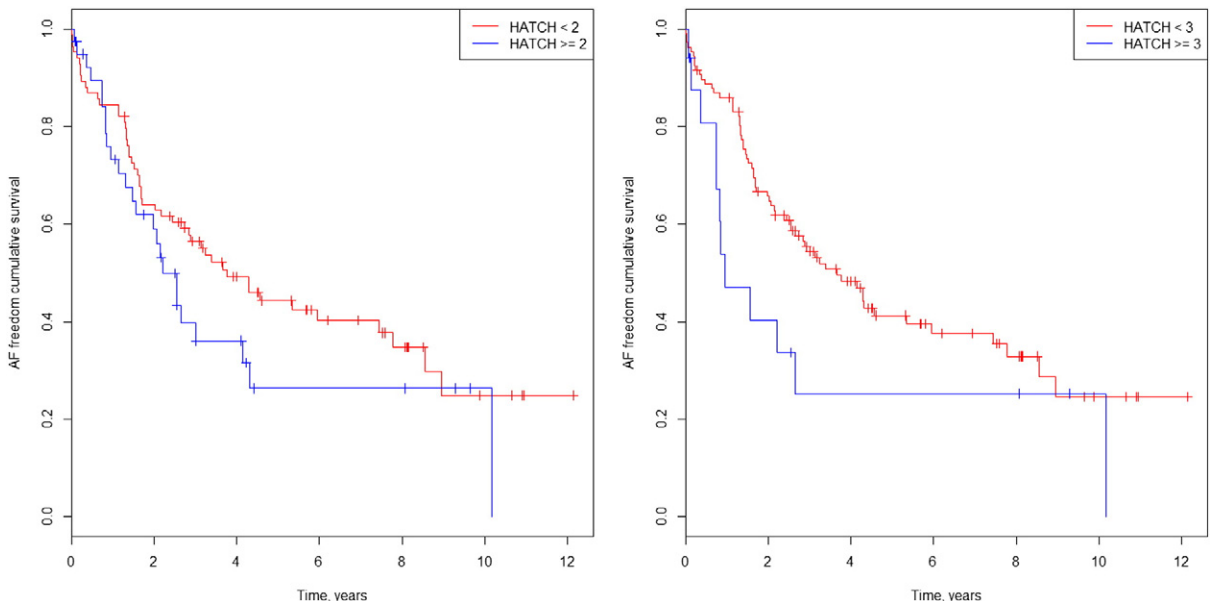 HATCH < 2
HATCH >= 2
AF freedom cumulative survival
1.0
0.8
0.6
0.4
0.2
0.0
0 2 4 6 8 10 12
Time, years
HATCH < 3
HATCH >= 3
AF freedom cumulative survival
1.0
0.8
0.6
0.4
0.2
0.0
0 2 4 6 8 10 12
Time, years